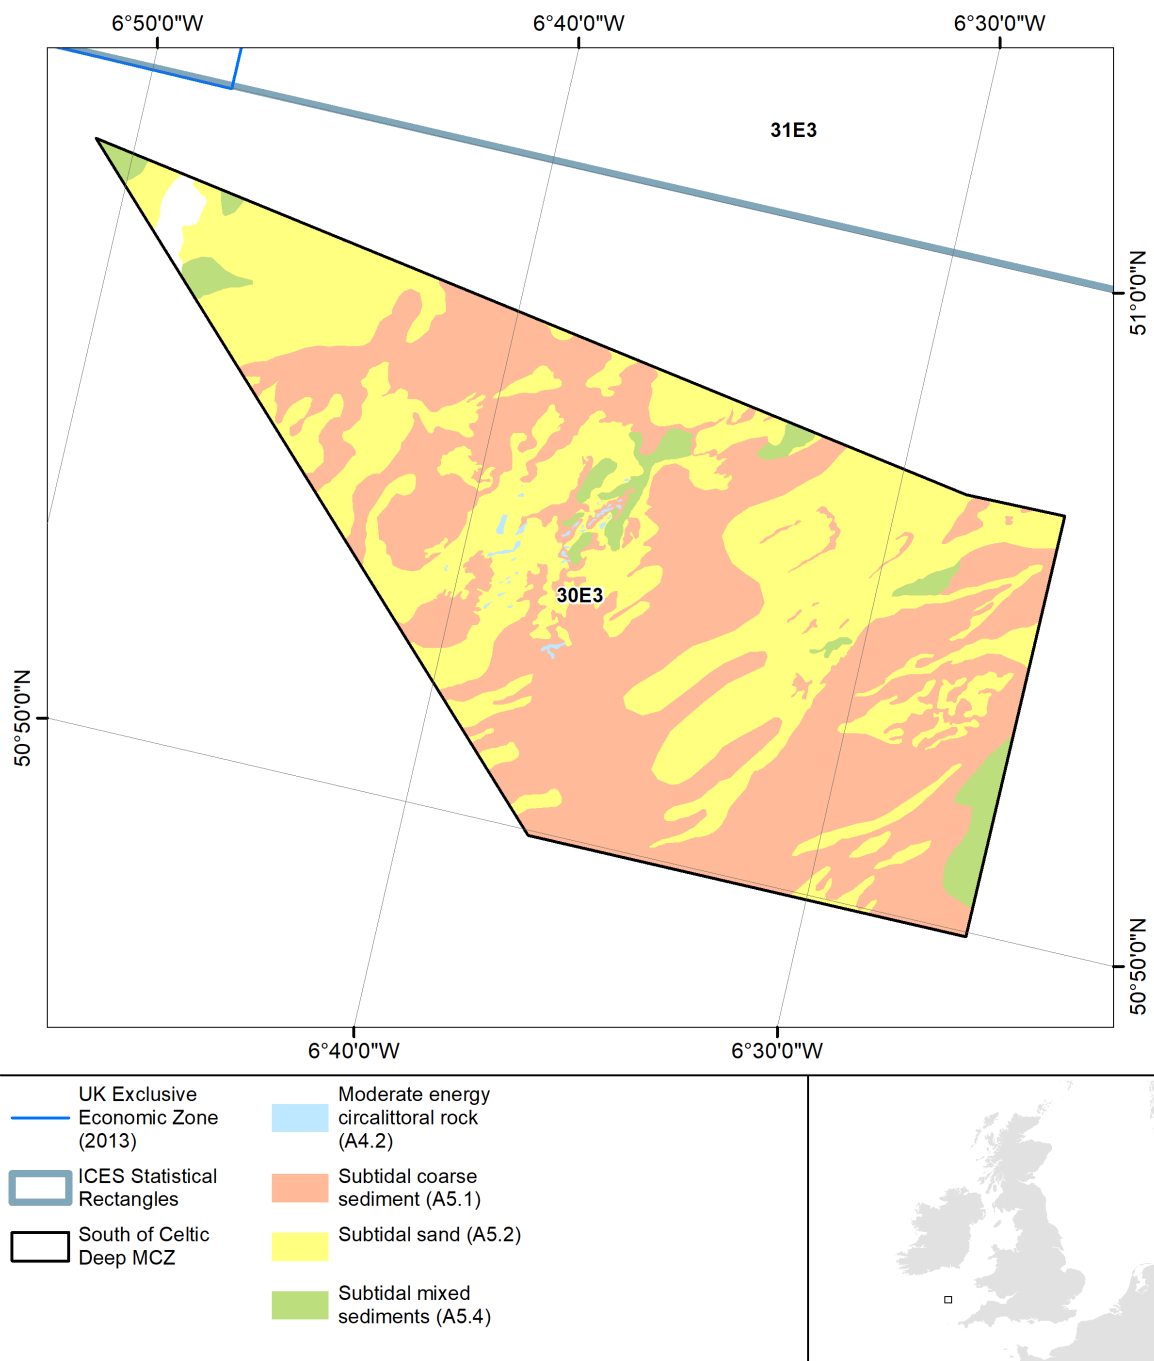 6°50'0"W
6°40'0"W
6°30'0"W
31E3
51°0'0"N
30E3
50°50'0"N
50°50'0"N
6°40'0"W
6°30'0"W
UK Exclusive
Economic Zone
(2013)
ICES Statistical
Rectangles
South of Celtic
Deep MCZ
Moderate energy
circalittoral rock
(A4.2)
Subtidal coarse
sediment (A5.1)
Subtidal sand (A5.2)
Subtidal mixed
sediments (A5.4)